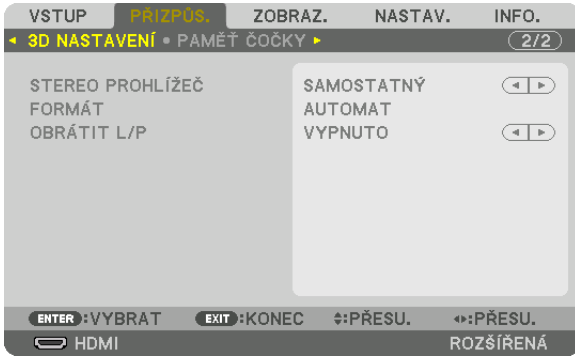 VSTUP PŘIZPŮS. ZOBRAZ. NASTAV. INFO.
3D NASTAVENÍ • PAMĚŤ ČOČKY 2/2
STEREO PROHLÍŽEČ SAMOSTATNÝ
FORMÁT AUTOMAT
OBRÁTIT L/P VYPNUTO
ENTER :VYBRAT EXIT :KONEC :PŘESU. :PŘESU.
HDMI ROZŠÍŘENÁ